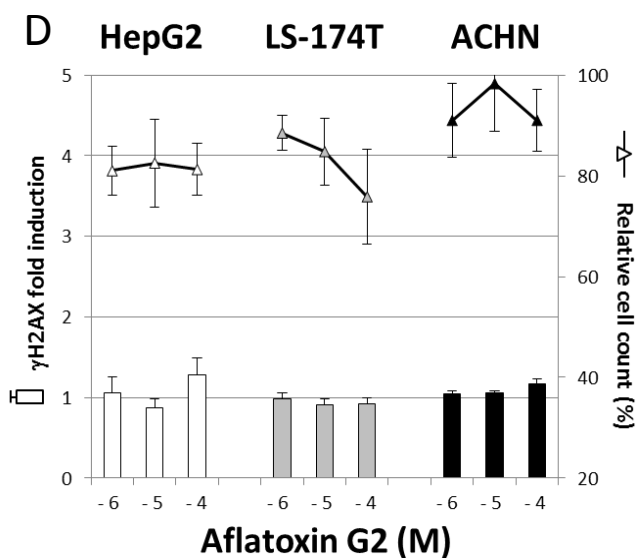 D HepG2 LS-174T ACHN
5 100
4 80
3
60
2
1 40
0 20
γH2AX fold induction
Relative cell count (%)
- 6 - 5 - 4 - 6 - 5 - 4 - 6 - 5 - 4
Aflatoxin G2 (M)